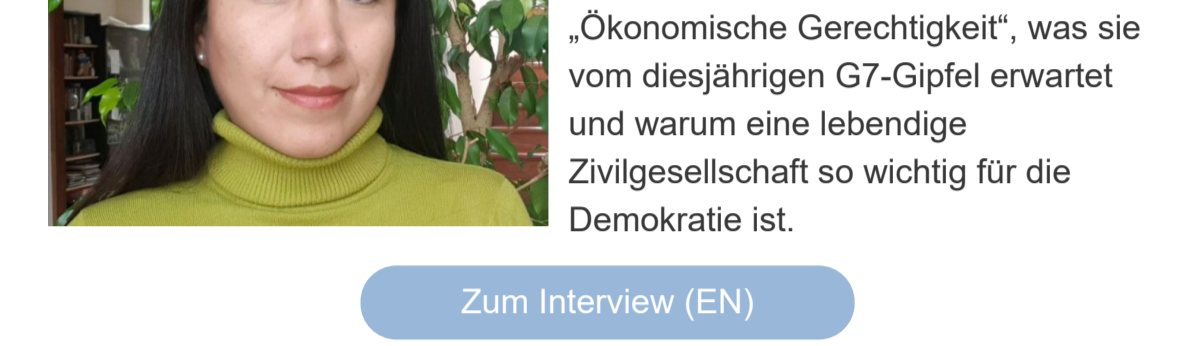 „Ökonomische Gerechtigkeit“, was sie
vom diesjährigen G7-Gipfel erwartet
und warum eine lebendige
Zivilgesellschaft so wichtig für die
Demokratie ist.
Zum Interview (EN)